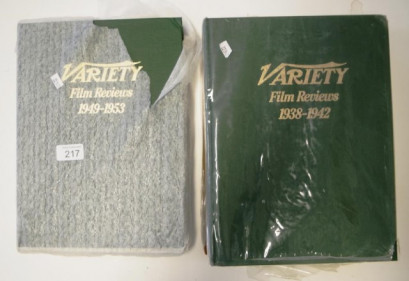 VARIETY
Film Reviews
1949-1953
217
VARIETY
Film Reviews
1938-1942